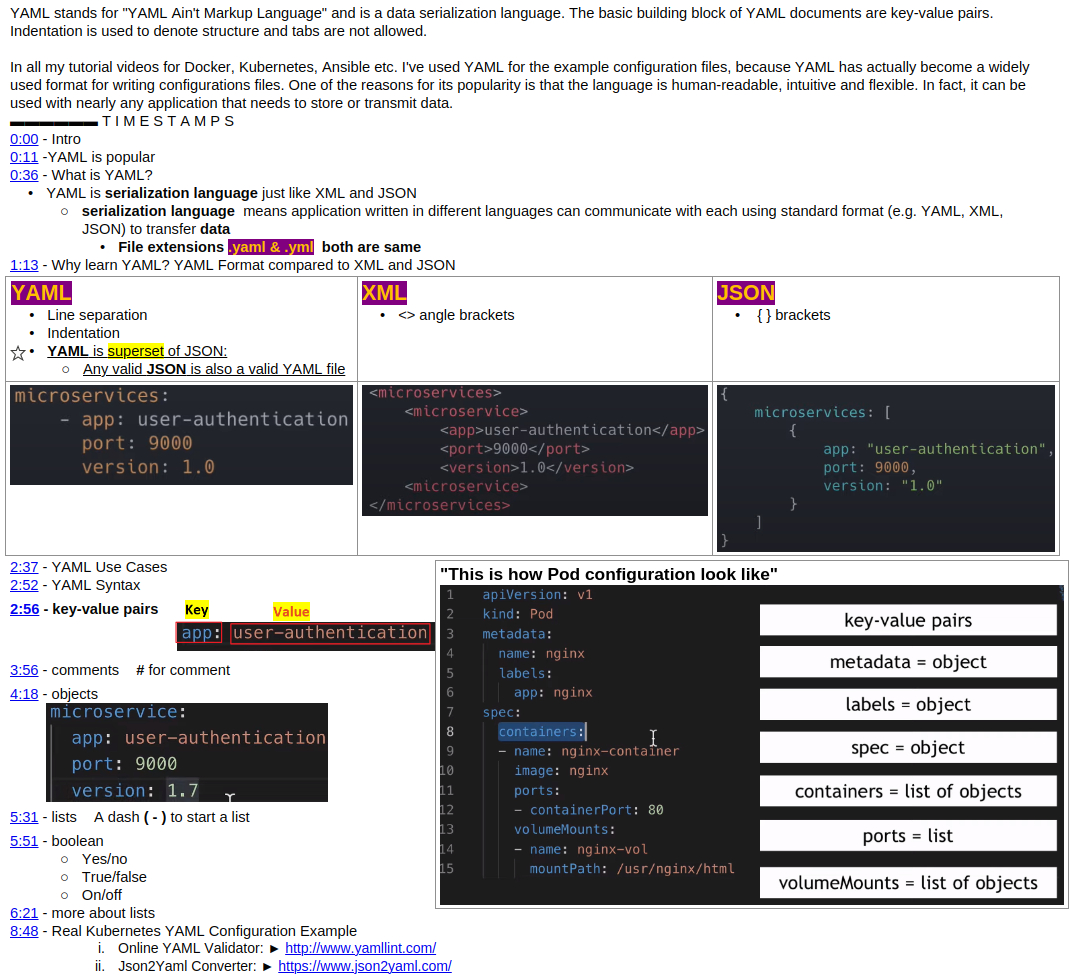 YAML stands for "YAML Ain't Markup Language" and is a data serialization language. The basic building block of YAML documents are key-value pairs.
Indentation is used to denote structure and tabs are not allowed.
In all my tutorial videos for Docker, Kubernetes, Ansible etc. I've used YAML for the example configuration files, because YAML has actually become a widely
used format for writing configurations files. One of the reasons for its popularity is that the language is human-readable, intuitive and flexible. In fact, it can be
used with nearly any application that needs to store or transmit data.
▬▬▬▬▬▬ T I M E S T A M P S
0:00 - Intro
0:11 -YAML is popular
0:36 - What is YAML?
• YAML is serialization language just like XML and JSON
○ serialization language means application written in different languages can communicate with each using standard format (e.g. YAML, XML,
JSON) to transfer data
• File extensions .yaml & .yml both are same
1:13 - Why learn YAML? YAML Format compared to XML and JSON
YAML
• Line separation
• Indentation
☆ • YAML is superset of JSON:
○ Any valid JSON is also a valid YAML file
XML
• <> angle brackets
JSON
• { } brackets
microservices:
- app: user-authentication
port: 9000
version: 1.0
<microservices>
<microservice>
<app>user-authentication</app>
<port>9000</port>
<version>1.0</version>
<microservice>
</microservices>
{
microservices: [
{
app: "user-authentication",
port: 9000,
version: "1.0"
}
]
}
2:37 - YAML Use Cases
2:52 - YAML Syntax
2:56 - key-value pairs Key Value
app: user-authentication
3:56 - comments # for comment
4:18 - objects
microservice:
app: user-authentication
port: 9000
version: 1.7
5:31 - lists A dash ( - ) to start a list
5:51 - boolean
○ Yes/no
○ True/false
○ On/off
6:21 - more about lists
8:48 - Real Kubernetes YAML Configuration Example
i. Online YAML Validator: ► http://www.yamllint.com/
ii. Json2Yaml Converter: ► https://www.json2yaml.com/
"This is how Pod configuration look like"
1 apiVersion: v1
2 kind: Pod
3 metadata:
4 name: nginx
5 labels:
6 app: nginx
7 spec:
8 containers:
9 - name: nginx-container
10 image: nginx
11 ports:
12 - containerPort: 80
13 volumeMounts:
14 - name: nginx-vol
15 mountPath: /usr/nginx/html
key-value pairs
metadata = object
labels = object
spec = object
containers = list of objects
ports = list
volumeMounts = list of objects